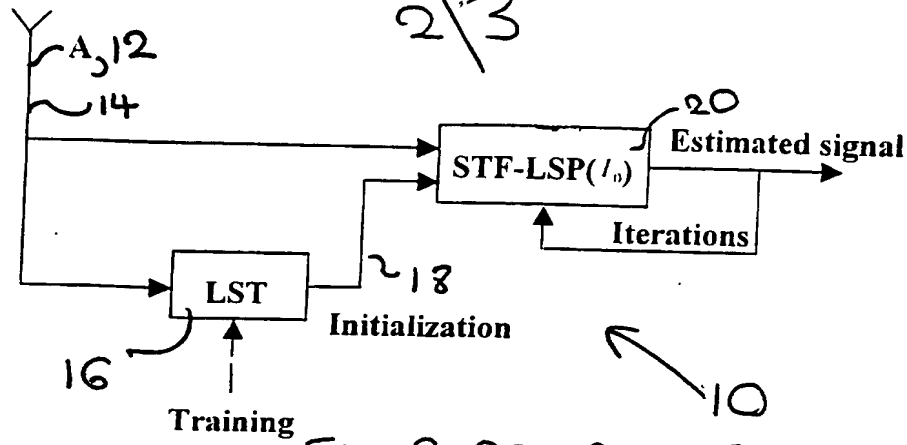 2\3
A, 12
14
20
Estimated signal
STF-LSP(l₀)
Iterations
LST
18
Initialization
16
10
Training